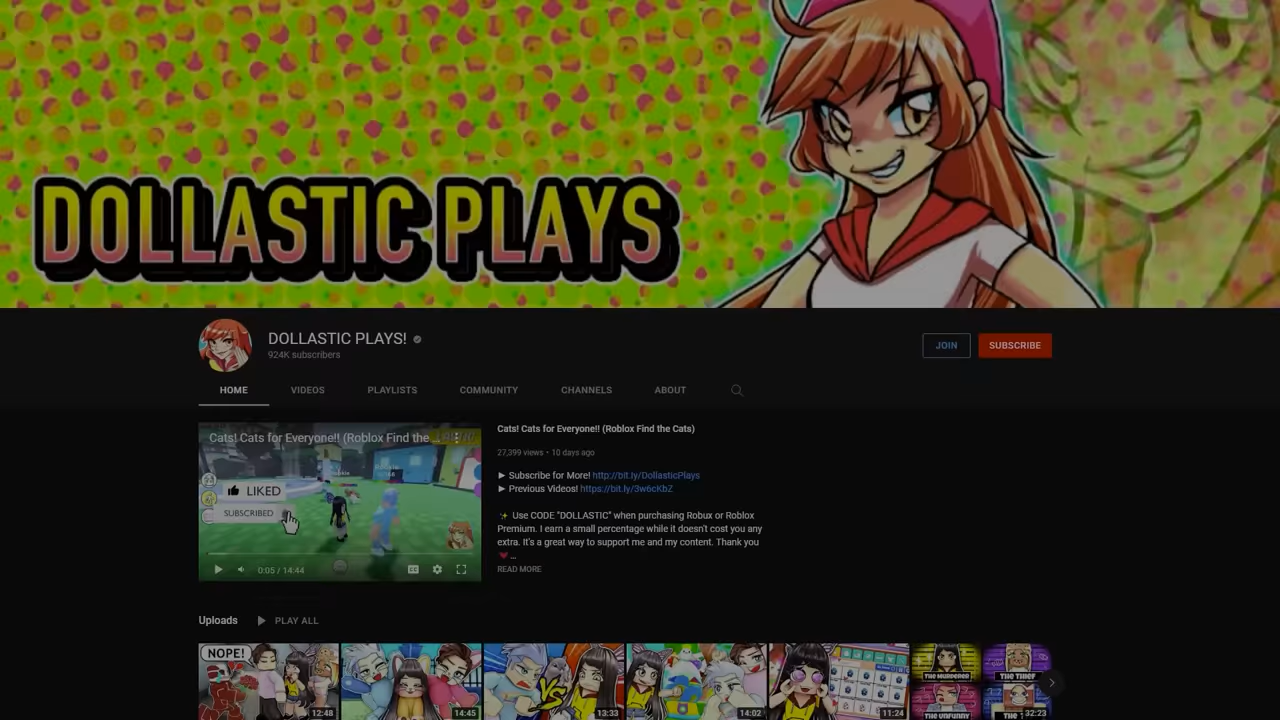 DOLLASTIC PLAYS
DOLLASTIC PLAYS!
924K subscribers
JOIN
SUBSCRIBE
HOME
VIDEOS
PLAYLISTS
COMMUNITY
CHANNELS
ABOUT
Cats! Cats for Everyone!! (Roblox Find the ...
LIKED
SUBSCRIBED
0:05 / 14:44
Cats! Cats for Everyone!! (Roblox Find the Cats)
27,399 views • 10 days ago
► Subscribe for More! http://bit.ly/DollasticPlays
► Previous Videos! https://bit.ly/3w6cKbZ
✨ Use CODE "DOLLASTIC" when purchasing Robux or Roblox
Premium. I earn a small percentage while it doesn't cost you any
extra. It's a great way to support me and my content. Thank you
❤ ...
READ MORE
Uploads
PLAY ALL
NOPE!
12:48
14:45
VS
13:33
14:02
11:24
THE MURDERER
THE THIEF
THE UNFUNNY
THE
32:23